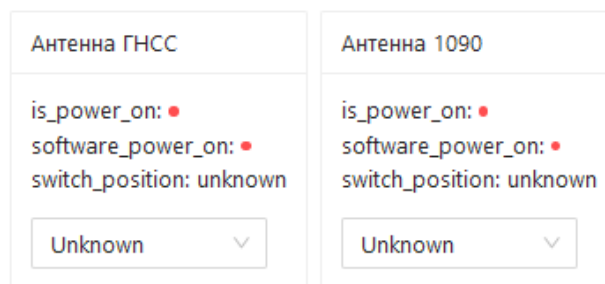 Антенна ГНСС
is_power_on:
software_power_on:
switch_position: unknown
Unknown
Антенна 1090
is_power_on:
software_power_on:
switch_position: unknown
Unknown